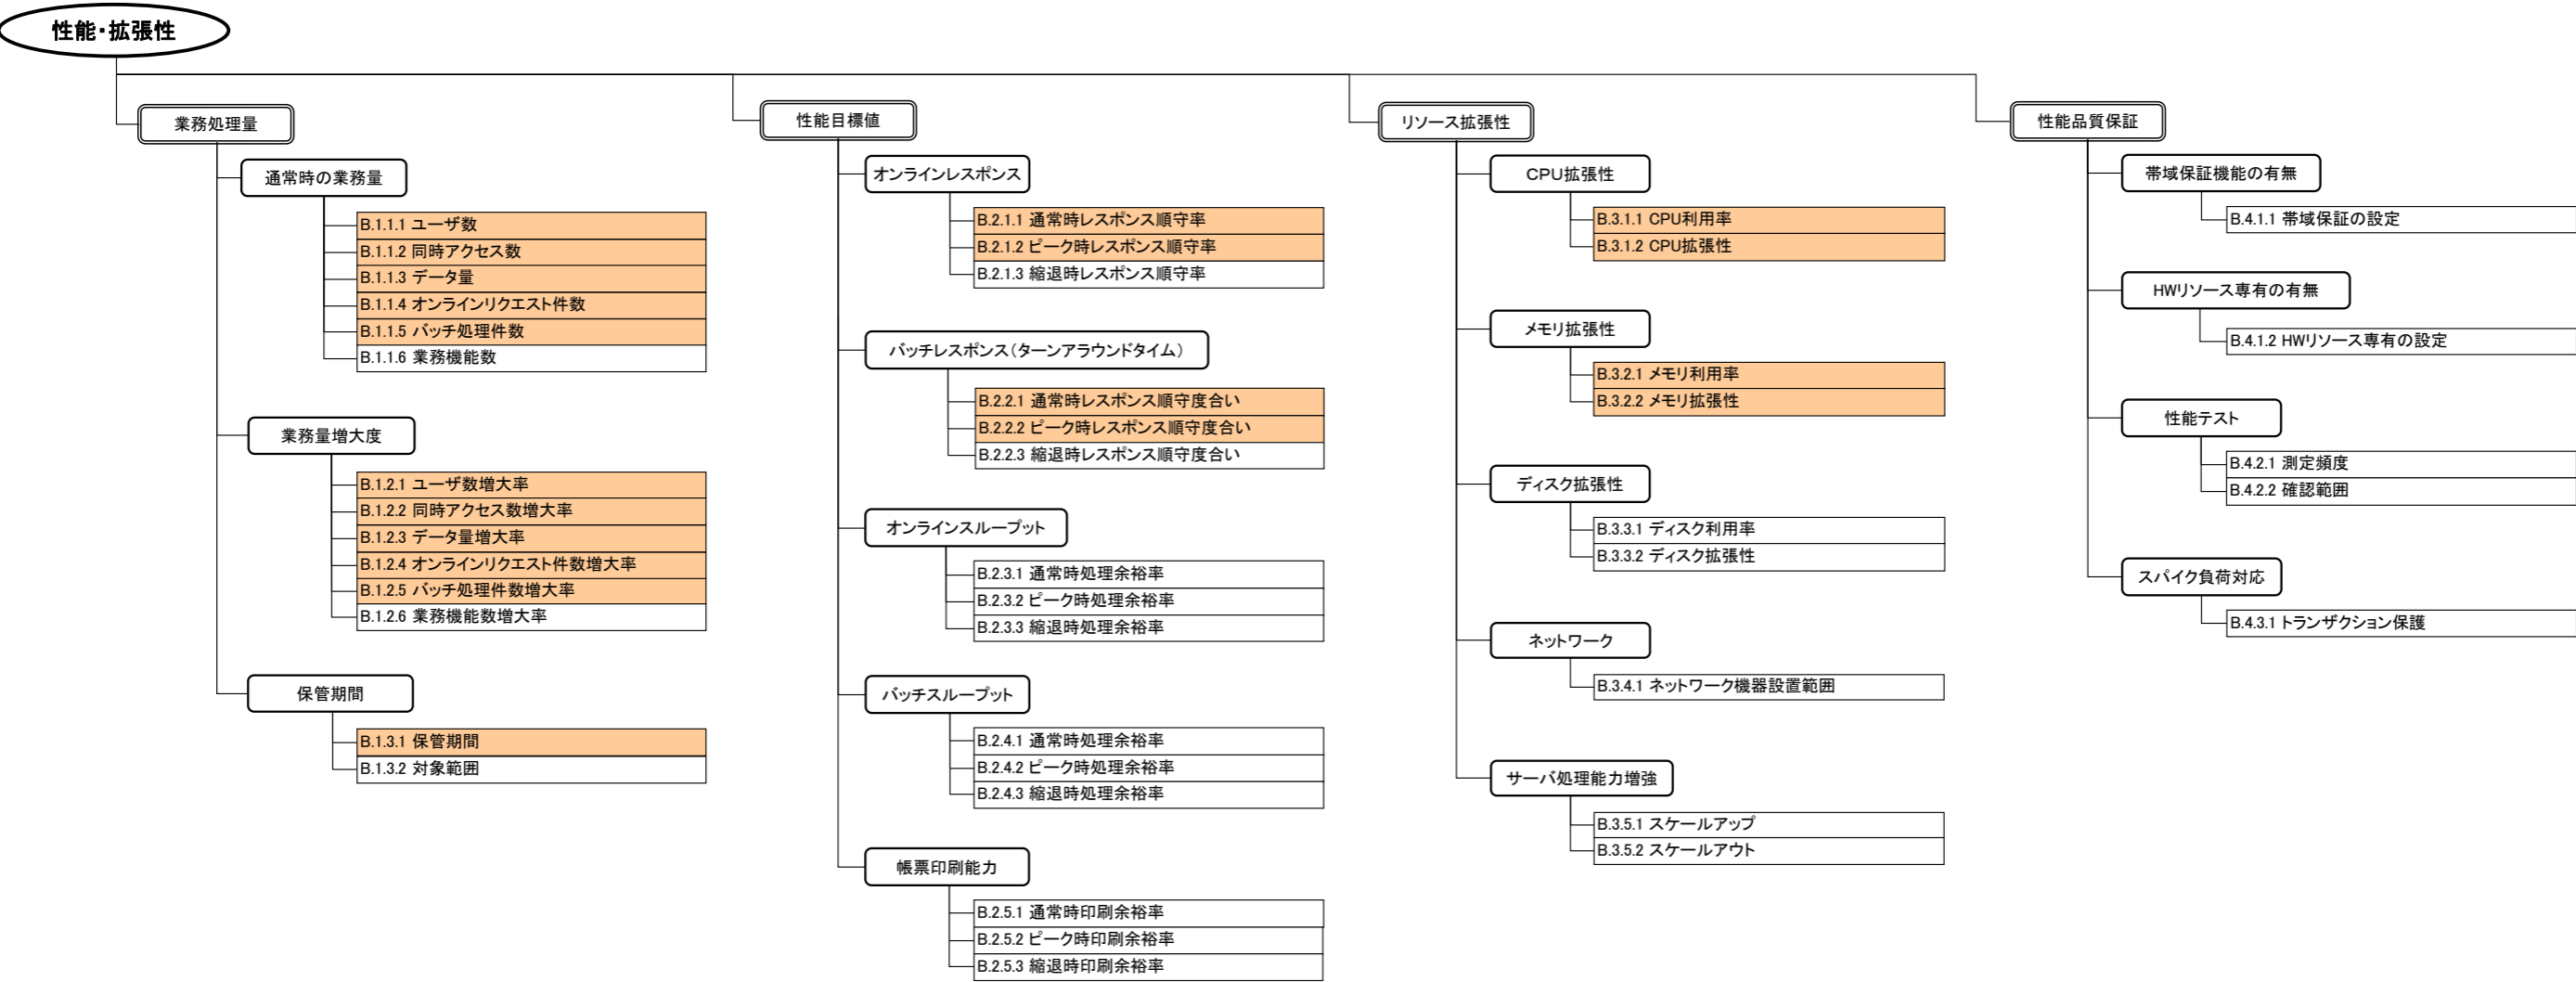 性能・拡張性
業務処理量
通常時の業務量
B.1.1.1 ユーザ数
B.1.1.2 同時アクセス数
B.1.1.3 データ量
B.1.1.4 オンラインリクエスト件数
B.1.1.5 バッチ処理件数
B.1.1.6 業務機能数
業務量増大度
B.1.2.1 ユーザ数増大率
B.1.2.2 同時アクセス数増大率
B.1.2.3 データ量増大率
B.1.2.4 オンラインリクエスト件数増大率
B.1.2.5 バッチ処理件数増大率
B.1.2.6 業務機能数増大率
保管期間
B.1.3.1 保管期間
B.1.3.2 対象範囲
性能目標値
オンラインレスポンス
B.2.1.1 通常時レスポンス順守率
B.2.1.2 ピーク時レスポンス順守率
B.2.1.3 縮退時レスポンス順守率
バッチレスポンス（ターンアラウンドタイム）
B.2.2.1 通常時レスポンス順守度合い
B.2.2.2 ピーク時レスポンス順守度合い
B.2.2.3 縮退時レスポンス順守度合い
オンラインスループット
B.2.3.1 通常時処理余裕率
B.2.3.2 ピーク時処理余裕率
B.2.3.3 縮退時処理余裕率
バッチスループット
B.2.4.1 通常時処理余裕率
B.2.4.2 ピーク時処理余裕率
B.2.4.3 縮退時処理余裕率
帳票印刷能力
B.2.5.1 通常時印刷余裕率
B.2.5.2 ピーク時印刷余裕率
B.2.5.3 縮退時印刷余裕率
リソース拡張性
CPU拡張性
B.3.1.1 CPU利用率
B.3.1.2 CPU拡張性
メモリ拡張性
B.3.2.1 メモリ利用率
B.3.2.2 メモリ拡張性
ディスク拡張性
B.3.3.1 ディスク利用率
B.3.3.2 ディスク拡張性
ネットワーク
B.3.4.1 ネットワーク機器設置範囲
サーバ処理能力増強
B.3.5.1 スケールアップ
B.3.5.2 スケールアウト
性能品質保証
帯域保証機能の有無
B.4.1.1 帯域保証の設定
HWリソース専有の有無
B.4.1.2 HWリソース専有の設定
性能テスト
B.4.2.1 測定頻度
B.4.2.2 確認範囲
スパイク負荷対応
B.4.3.1 トランザクション保護